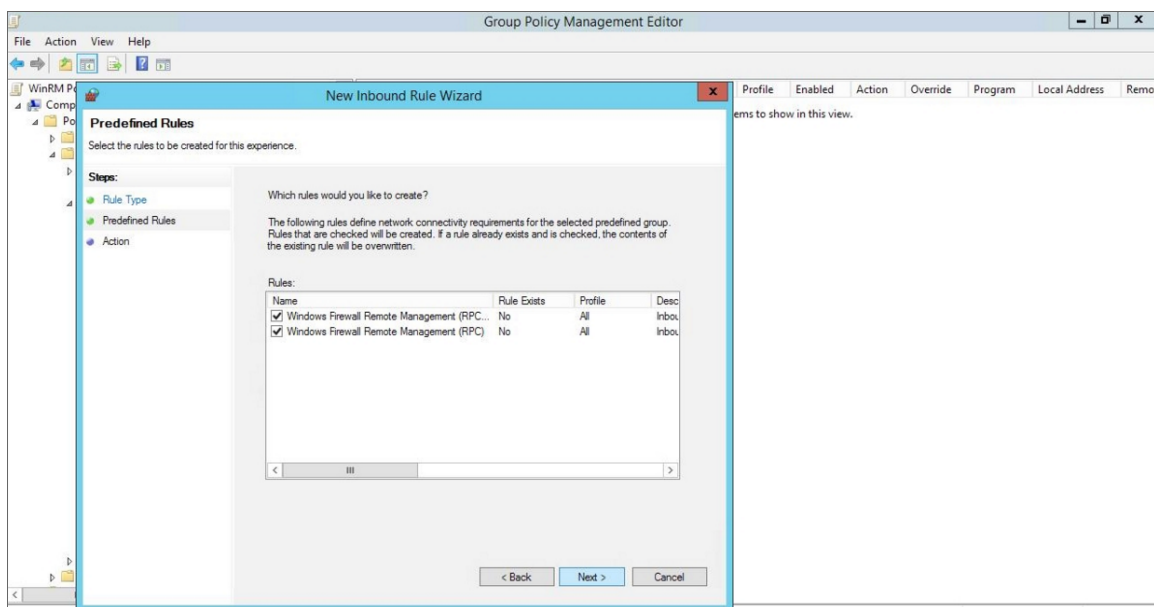 Group Policy Management Editor
File Action View Help
WinRM Po
Comp
Po
New Inbound Rule Wizard
Profile Enabled Action Override Program Local Address Remo
ems to show in this view.
Predefined Rules
Select the rules to be created for this experience.
Steps:
Rule Type
Predefined Rules
Action
Which rules would you like to create?
The following rules define network connectivity requirements for the selected predefined group.
Rules that are checked will be created. If a rule already exists and is checked, the contents of
the existing rule will be overwritten.
Rules:
Name Rule Exists Profile Desc
Windows Firewall Remote Management (RPC... No All Inbou
Windows Firewall Remote Management (RPC) No All Inbou
< Back Next > Cancel